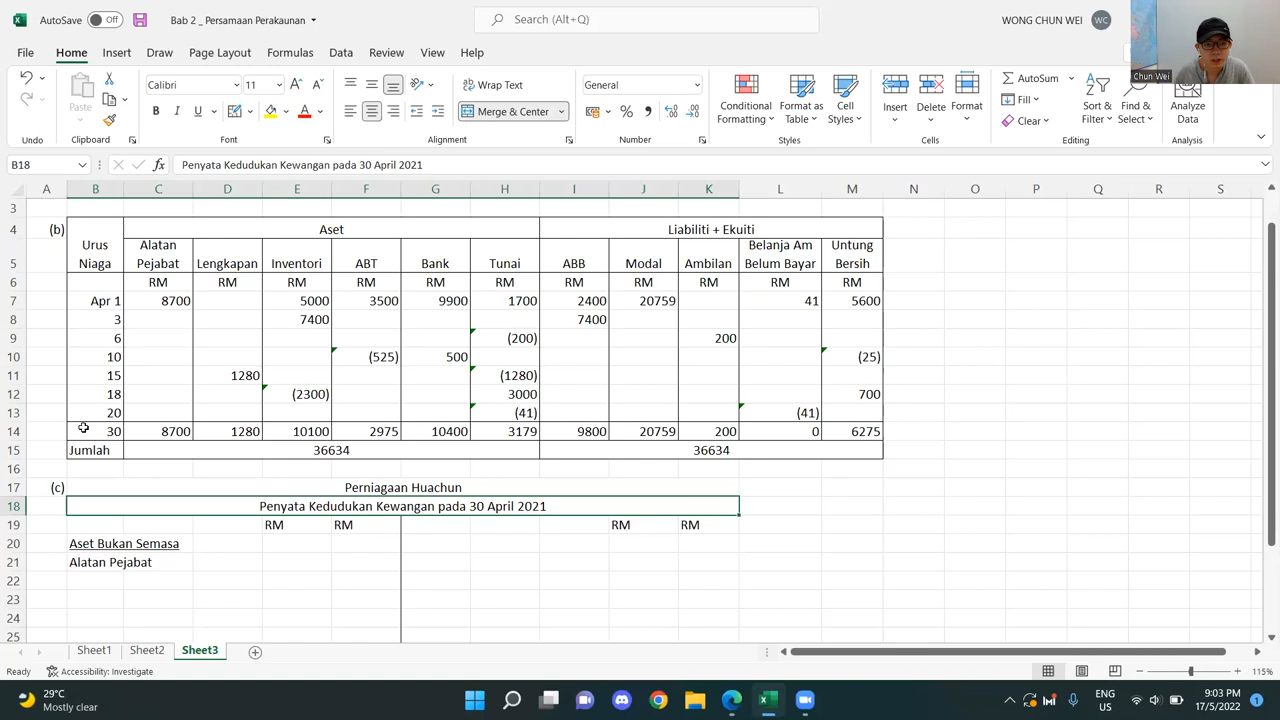 AutoSave Off Bab 2 _ Persamaan Perakaunan Search (Alt+Q) WONG CHUN WEI WC
File Home Insert Draw Page Layout Formulas Data Review View Help
Chun Wei
Paste Calibri 11 Wrap Text General Conditional Formatting Format as Table Cell Styles Insert Delete Format AutoSum Sort & Filter Find & Select Analyze Data
B I U Merge & Center Fill
Clear
Undo Clipboard Font Alignment Number Styles Cells Editing Analysis
B18 fx Penyata Kedudukan Kewangan pada 30 April 2021
A B C D E F G H I J K L M N O P Q R S
3
4 (b) Urus Niaga Aset Liabiliti + Ekuiti
5 Alatan Pejabat Lengkapan Inventori ABT Bank Tunai ABB Modal Ambilan Belanja Am Belum Bayar Untung Bersih
6 RM RM RM RM RM RM RM RM RM RM RM
7 Apr 1 8700 5000 3500 9900 1700 2400 20759 41 5600
8 3 7400 7400
9 6 (200) 200
10 10 (525) 500 (25)
11 15 1280 (1280)
12 18 (2300) 3000 700
13 20 (41) (41)
14 30 8700 1280 10100 2975 10400 3179 9800 20759 200 0 6275
15 Jumlah 36634 36634
16
17 (c) Perniagaan Huachun
18 Penyata Kedudukan Kewangan pada 30 April 2021
19 RM RM RM RM
20 Aset Bukan Semasa
21 Alatan Pejabat
22
23
24
25
Sheet1 Sheet2 Sheet3
Ready Accessibility: Investigate 115%
29°C
Mostly clear
ENG
US
9:03 PM
17/5/2022
1